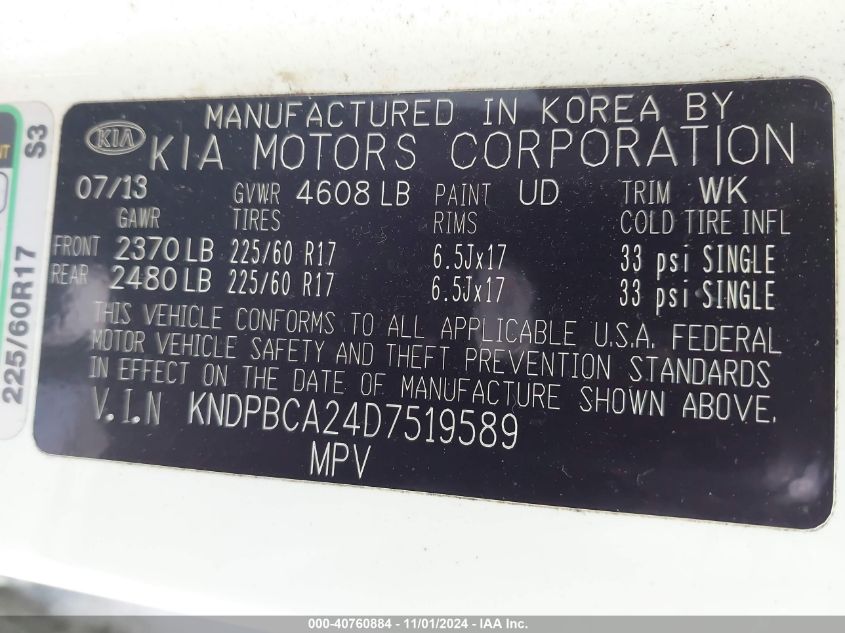 MANUFACTURED IN KOREA BY
KIA KIA MOTORS CORPORATION
07/13 GVWR 4608 LB PAINT UD TRIM WK
GAWR TIRES RIMS COLD TIRE INFL
FRONT 2370 LB 225/60 R17 6.5Jx17 33 psi SINGLE
REAR 2480 LB 225/60 R17 6.5Jx17 33 psi SINGLE
THIS VEHICLE CONFORMS TO ALL APPLICABLE U.S.A. FEDERAL
MOTOR VEHICLE SAFETY AND THEFT PREVENTION STANDARDS
IN EFFECT ON THE DATE OF MANUFACTURE SHOWN ABOVE.
V.I.N KNDPBCA24D7519589
MPV
225/60R17 S3
000-40760884 - 11/01/2024 - IAA Inc.